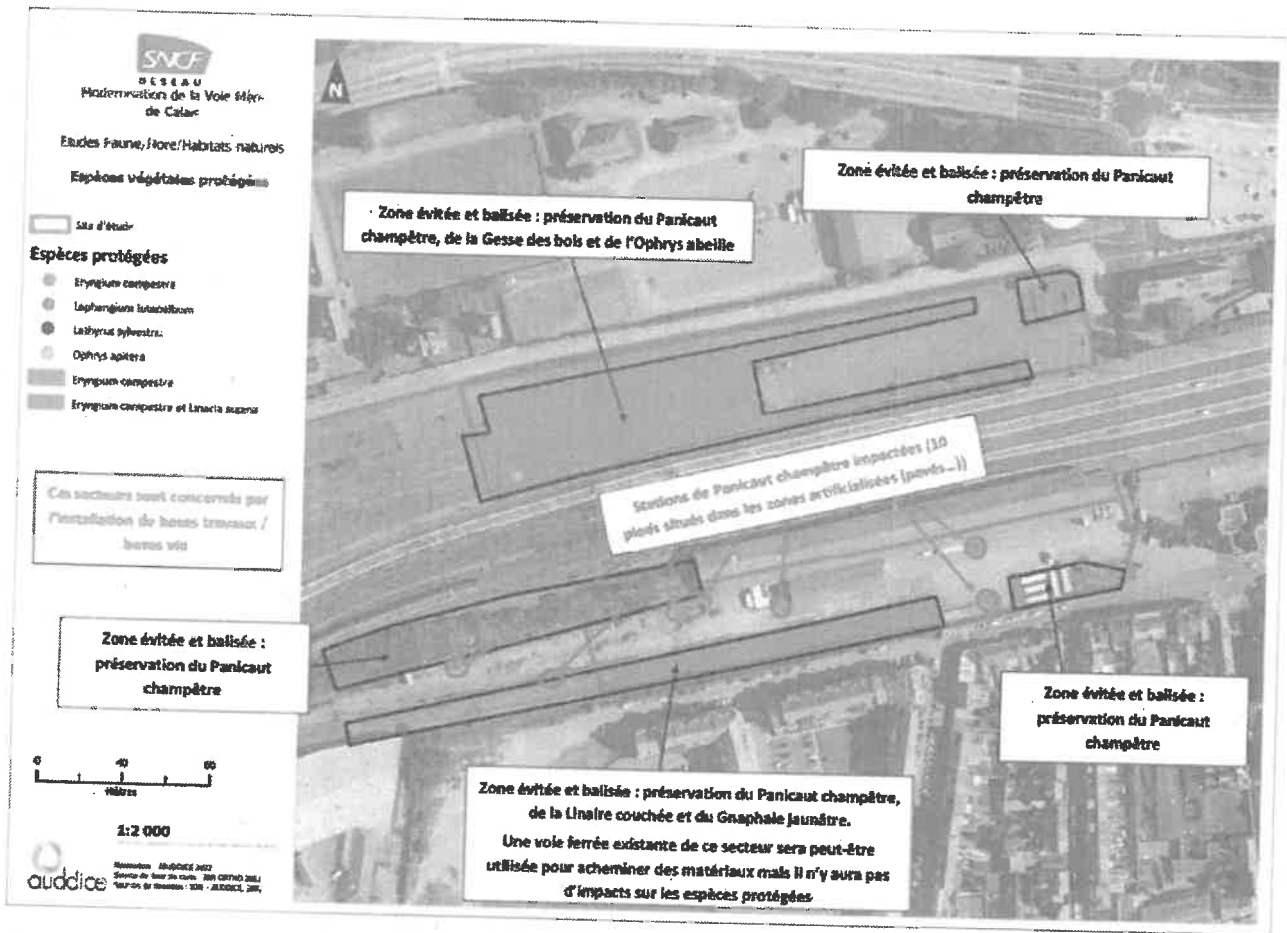 N
SNCF
RESEAU
Modernisation de la Voie Mère
de Calais
Etudes Faune/Flore/Habitats naturels
Espèces végétales protégées
Site d'étude
Espèces protégées
Eryngium campestre
Laphangium luteoalbum
Lathyrus sylvestris
Ophrys apifera
Eryngium campestre
Eryngium campestre et Linaria supina
Ces secteurs sont concernés par
l'installation de bases travaux /
bases vie
Zone évitée et balisée : préservation du Panicaut
champêtre, de la Gesse des bois et de l'Ophrys abeille
Zone évitée et balisée : préservation du Panicaut
champêtre
Stations de Panicaut champêtre impactées (10
pieds situés dans les zones artificialisées (pavés...))
Zone évitée et balisée :
préservation du Panicaut
champêtre
Zone évitée et balisée :
préservation du Panicaut
champêtre
Zone évitée et balisée : préservation du Panicaut champêtre,
de la Linaire couchée et du Gnaphale jaunâtre.
Une voie ferrée existante de ce secteur sera peut-être
utilisée pour acheminer des matériaux mais il n'y aura pas
d'impacts sur les espèces protégées
0 40 80
Mètres
1:2 000
auddice